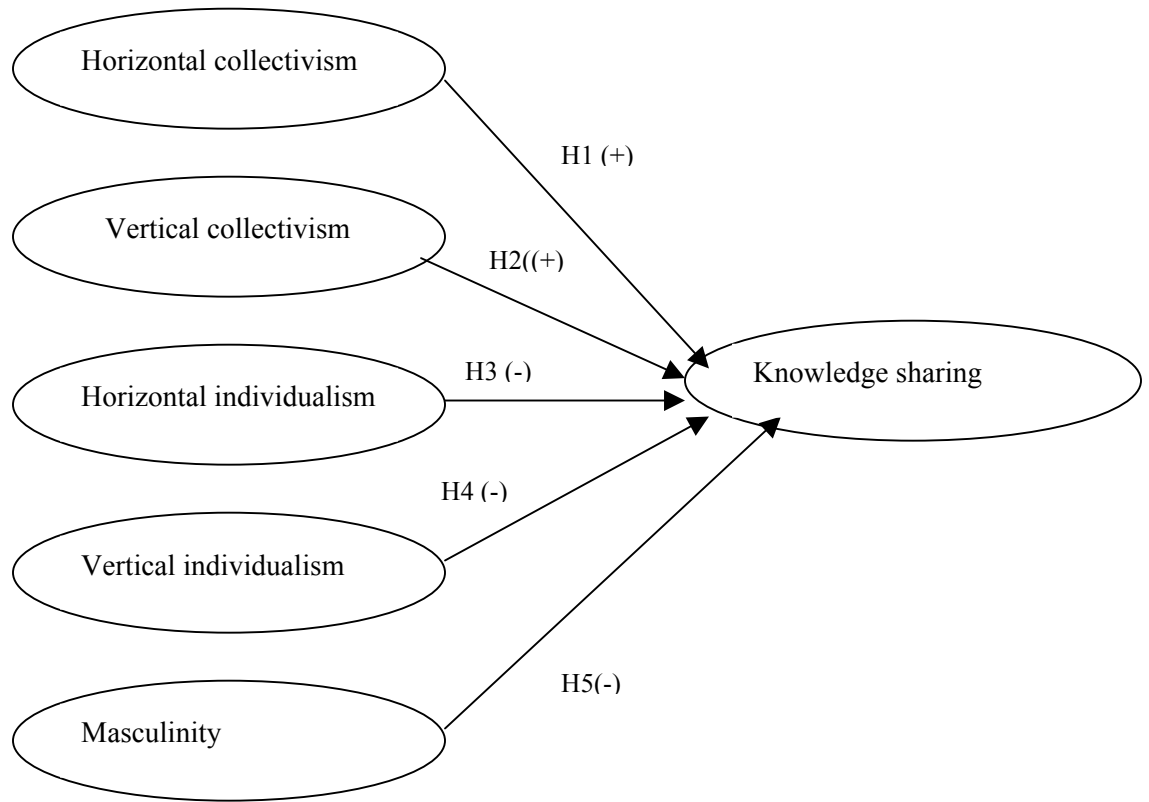 Horizontal collectivism
H1 (+)
Vertical collectivism
H2((+)
Horizontal individualism
H3 (-)
Knowledge sharing
H4 (-)
Vertical individualism
H5(-)
Masculinity